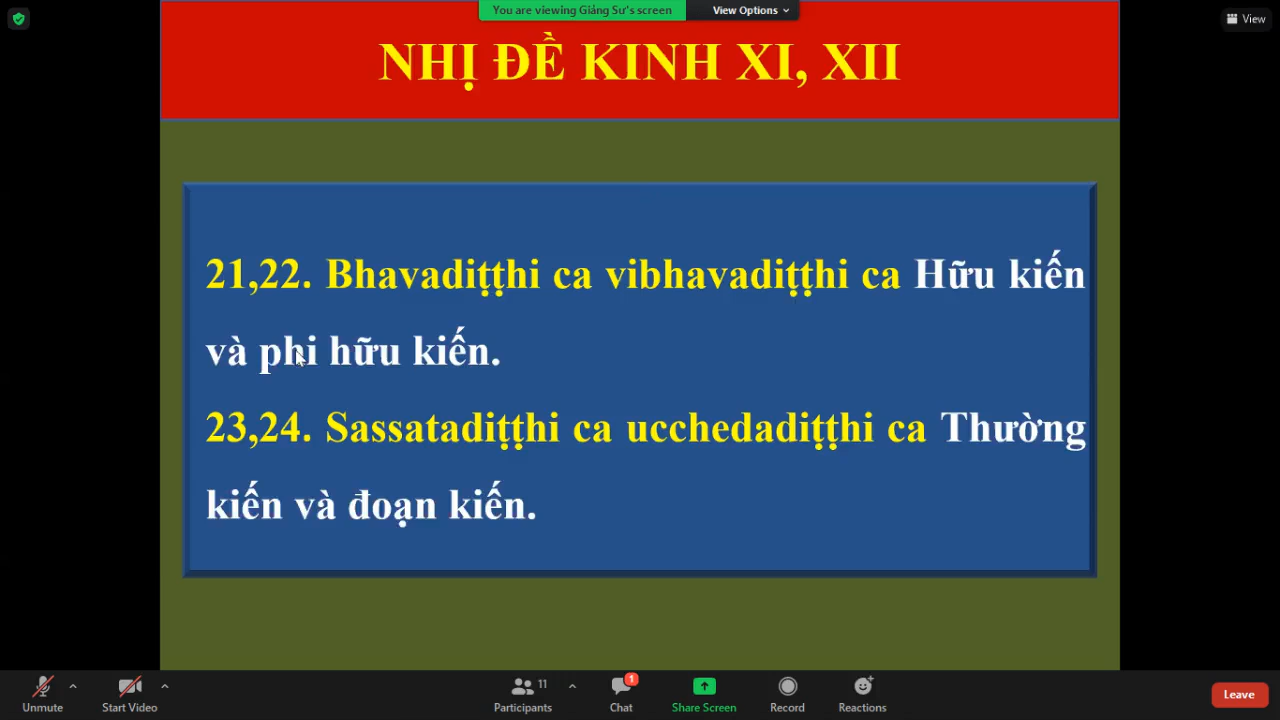 You are viewing Giảng Sư's screen
View Options
View
NHỊ ĐỀ KINH XI, XII
21,22. Bhavadiṭṭhi ca vibhavadiṭṭhi ca Hữu kiến
và phi hữu kiến.
23,24. Sassatadiṭṭhi ca ucchedadiṭṭhi ca Thường
kiến và đoạn kiến.
Unmute
Start Video
Participants
11
Chat
1
Share Screen
Record
Reactions
Leave